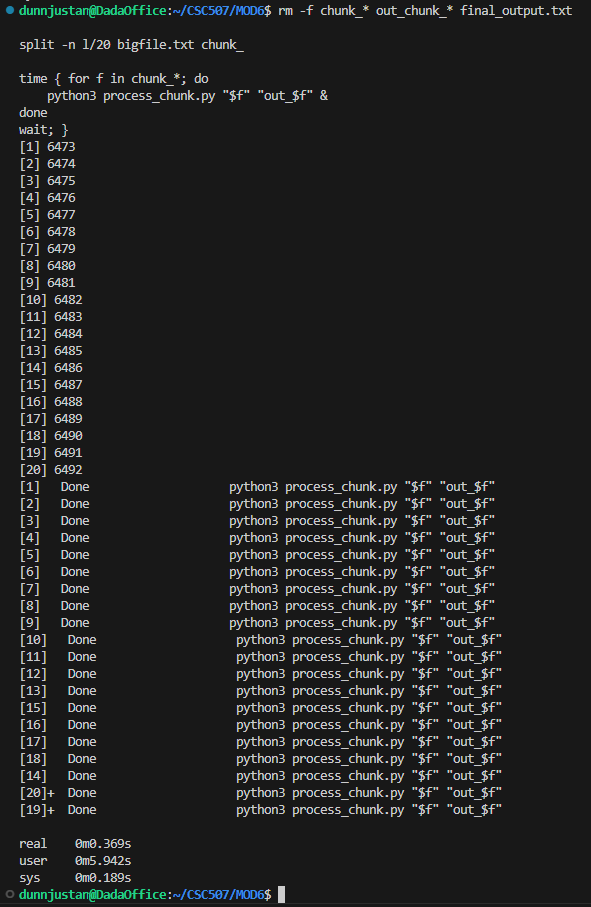 dunnjustan@DadaOffice:~/CSC507/MOD6$ rm -f chunk_* out_chunk_* final_output.txt
split -n l/20 bigfile.txt chunk_
time { for f in chunk_*; do
    python3 process_chunk.py "$f" "out_$f" &
done
wait; }
[1] 6473
[2] 6474
[3] 6475
[4] 6476
[5] 6477
[6] 6478
[7] 6479
[8] 6480
[9] 6481
[10] 6482
[11] 6483
[12] 6484
[13] 6485
[14] 6486
[15] 6487
[16] 6488
[17] 6489
[18] 6490
[19] 6491
[20] 6492
[1]   Done                    python3 process_chunk.py "$f" "out_$f"
[2]   Done                    python3 process_chunk.py "$f" "out_$f"
[3]   Done                    python3 process_chunk.py "$f" "out_$f"
[4]   Done                    python3 process_chunk.py "$f" "out_$f"
[5]   Done                    python3 process_chunk.py "$f" "out_$f"
[6]   Done                    python3 process_chunk.py "$f" "out_$f"
[7]   Done                    python3 process_chunk.py "$f" "out_$f"
[8]   Done                    python3 process_chunk.py "$f" "out_$f"
[9]   Done                    python3 process_chunk.py "$f" "out_$f"
[10]   Done                    python3 process_chunk.py "$f" "out_$f"
[11]   Done                    python3 process_chunk.py "$f" "out_$f"
[12]   Done                    python3 process_chunk.py "$f" "out_$f"
[13]   Done                    python3 process_chunk.py "$f" "out_$f"
[15]   Done                    python3 process_chunk.py "$f" "out_$f"
[16]   Done                    python3 process_chunk.py "$f" "out_$f"
[17]   Done                    python3 process_chunk.py "$f" "out_$f"
[18]   Done                    python3 process_chunk.py "$f" "out_$f"
[14]   Done                    python3 process_chunk.py "$f" "out_$f"
[20]+  Done                    python3 process_chunk.py "$f" "out_$f"
[19]+  Done                    python3 process_chunk.py "$f" "out_$f"
real    0m0.369s
user    0m5.942s
sys     0m0.189s
dunnjustan@DadaOffice:~/CSC507/MOD6$